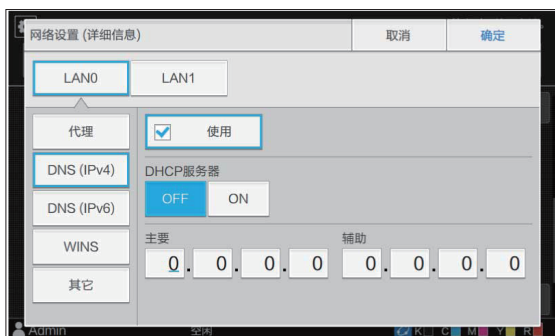 网络设置 (详细信息)
取消
确定
LAN0
LAN1
代理
DNS (IPv4)
DNS (IPv6)
WINS
其它
使用
DHCP服务器
OFF
ON
主要
辅助
0. 0. 0. 0
0. 0. 0. 0
Admin
空闲
K C M Y R